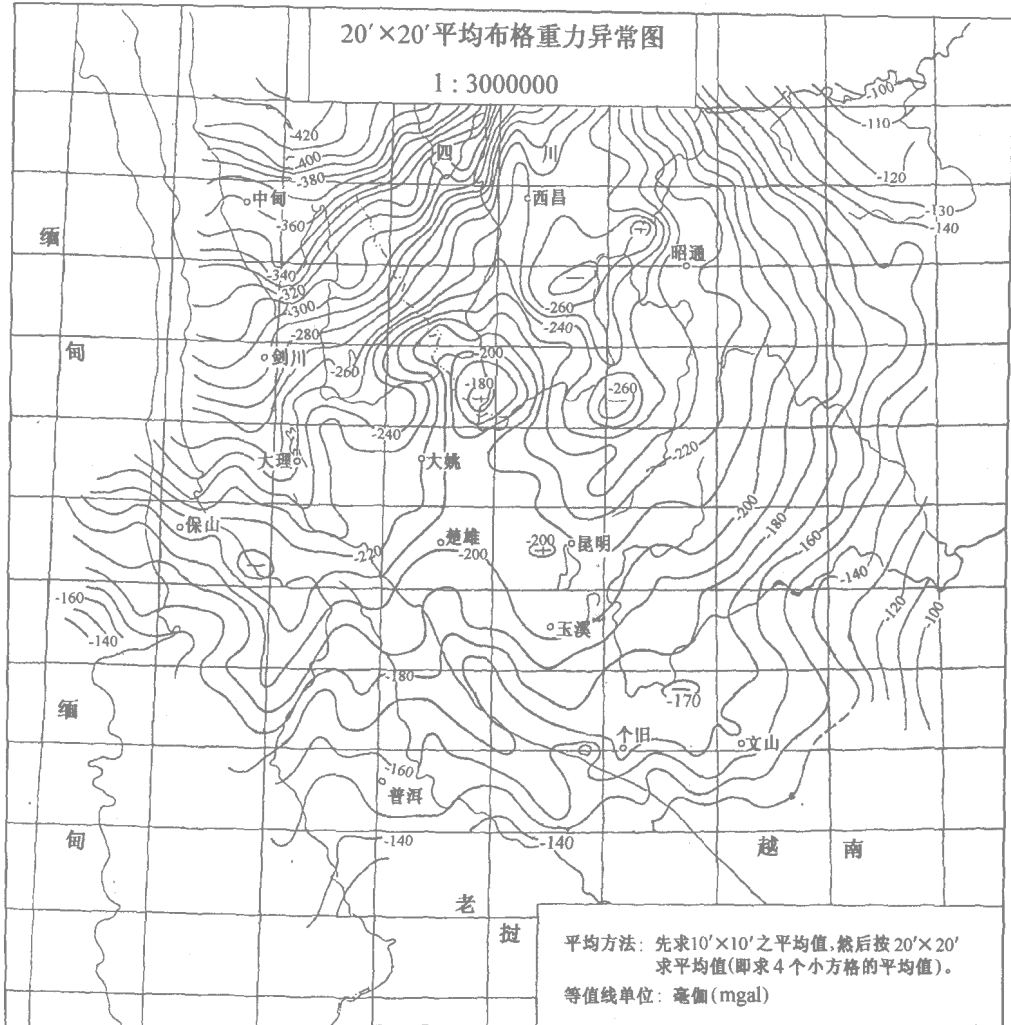 20′×20′平均布格重力异常图
1:3000000
-100
-110
-120
-130
-140
-420
-400
-380
四
川
中甸
西昌
-360
缅
昭通
-340
-320
-300
-260
-280
-240
甸
剑川
-260
-200
-180
-260
-240
-220
大理
大姚
-200
-180
-160
保山
楚雄
-200
昆明
-220
-200
-140
-160
-120
-100
-140
玉溪
-180
-170
缅
个旧
文山
-160
普洱
甸
-140
-140
越
南
老
挝
平均方法: 先求10′×10′之平均值,然后按20′×20′
求平均值(即求4个小方格的平均值)。
等值线单位: 毫伽(mgal)